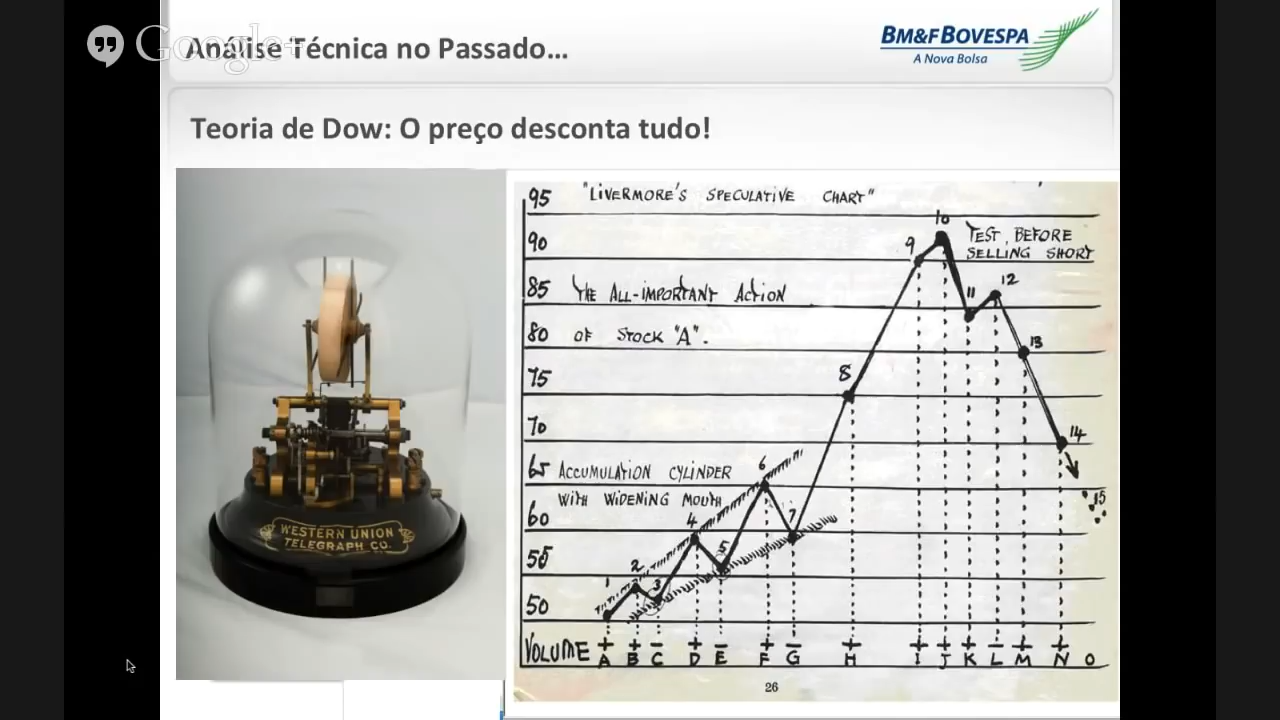 Google+
Análise Técnica no Passado...
BM&FBOVESPA
A Nova Bolsa
Teoria de Dow: O preço desconta tudo!
WESTERN UNION
TELEGRAPH CO.
95 "LIVERMORE'S SPECULATIVE CHART"
10
90 9 TEST, BEFORE
SELLING SHORT
85 THE ALL-IMPORTANT ACTION 11 12
80 OF STOCK "A". 13
75 8
70 14
65 ACCUMULATION CYLINDER 6
WITH WIDENING MOUTH 15
60 4 7
55 5
50 1 2 3
VOLUME + + - + - + - + + + + - + +
A B C D E F G H I J K L M N O
26